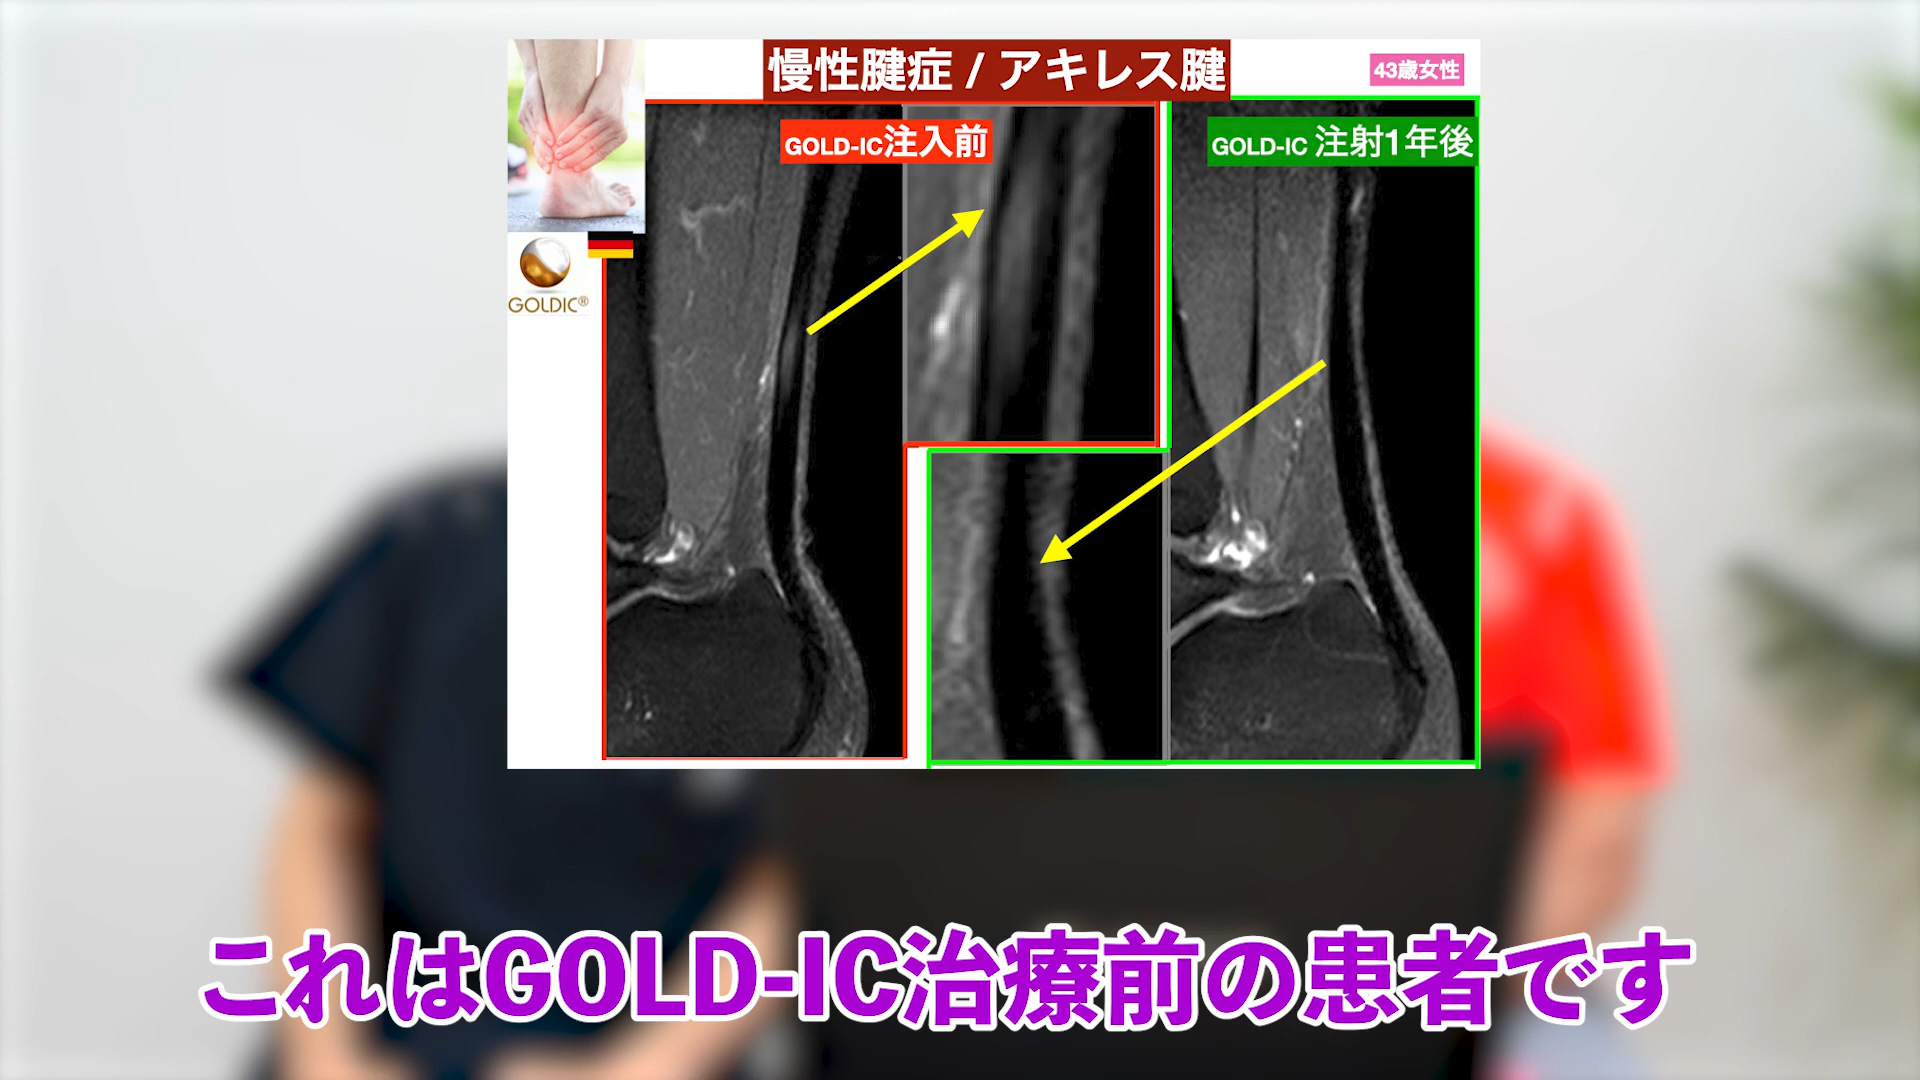 慢性腱症 / アキレス腱
43歳女性
GOLD-IC注入前
GOLD-IC 注射1年後
GOLDIC®
これはGOLD-IC治療前の患者です